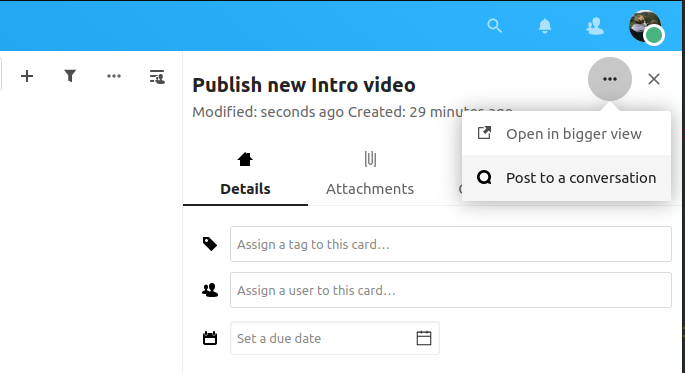 Publish new Intro video
Modified: seconds ago Created: 29 minutes ago
Open in bigger view
Post to a conversation
Details
Attachments
Assign a tag to this card…
Assign a user to this card…
Set a due date